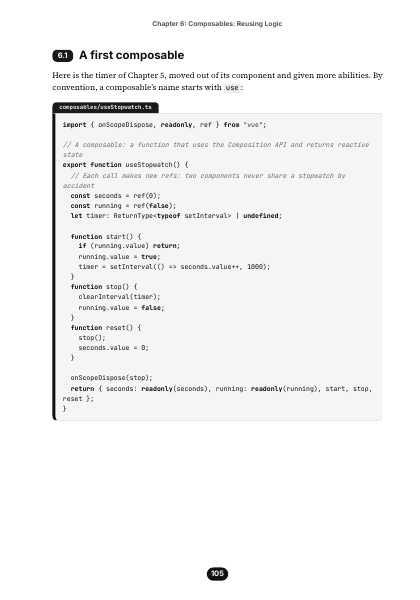 Chapter 6: Composables: Reusing Logic
6.1 A first composable
Here is the timer of Chapter 5, moved out of its component and given more abilities. By
convention, a composable's name starts with use:
composables/useStopwatch.ts
import { onScopeDispose, readonly, ref } from "vue";
// A composable: a function that uses the Composition API and returns reactive
state
export function useStopwatch() {
  // Each call makes new refs: two components never share a stopwatch by
accident
  const seconds = ref(0);
  const running = ref(false);
  let timer: ReturnType<typeof setInterval> | undefined;
  function start() {
    if (running.value) return;
    running.value = true;
    timer = setInterval(() => seconds.value++, 1000);
  }
  function stop() {
    clearInterval(timer);
    running.value = false;
  }
  function reset() {
    stop();
    seconds.value = 0;
  }
  onScopeDispose(stop);
  return { seconds: readonly(seconds), running: readonly(running), start, stop,
reset };
}
105